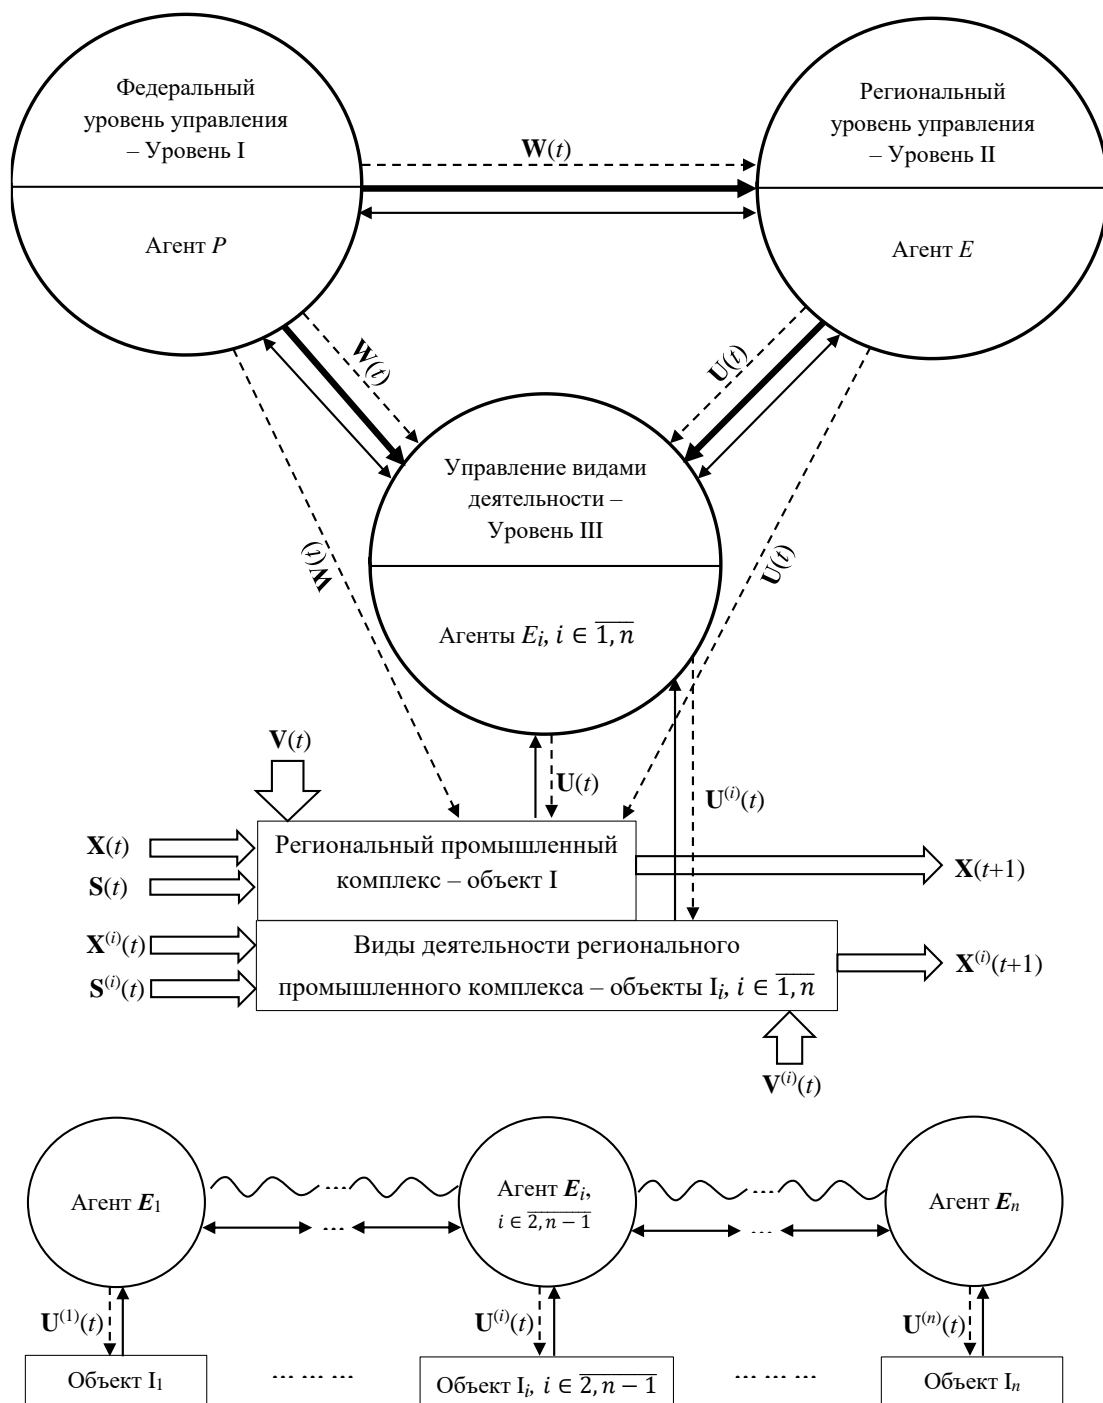 Федеральный
уровень управления
– Уровень I
Агент P
W(t)
Региональный
уровень управления
– Уровень II
Агент E
W(t)
U(t)
W(t)
U(t)
Управление видами
деятельности –
Уровень III
Агенты Eᵢ, i ∈ 1, n
V(t)
U(t)
U⁽ⁱ⁾(t)
X(t)
S(t)
Региональный промышленный
комплекс – объект I
X(t+1)
X⁽ⁱ⁾(t)
S⁽ⁱ⁾(t)
Виды деятельности регионального
промышленного комплекса – объекты Iᵢ, i ∈ 1, n
X⁽ⁱ⁾(t+1)
V⁽ⁱ⁾(t)
Агент E₁
...
...
Агент Eᵢ,
i ∈ 2, n − 1
...
...
Агент Eₙ
U⁽¹⁾(t)
U⁽ⁱ⁾(t)
U⁽ⁿ⁾(t)
Объект I₁
... ... ...
Объект Iᵢ, i ∈ 2, n − 1
... ... ...
Объект Iₙ